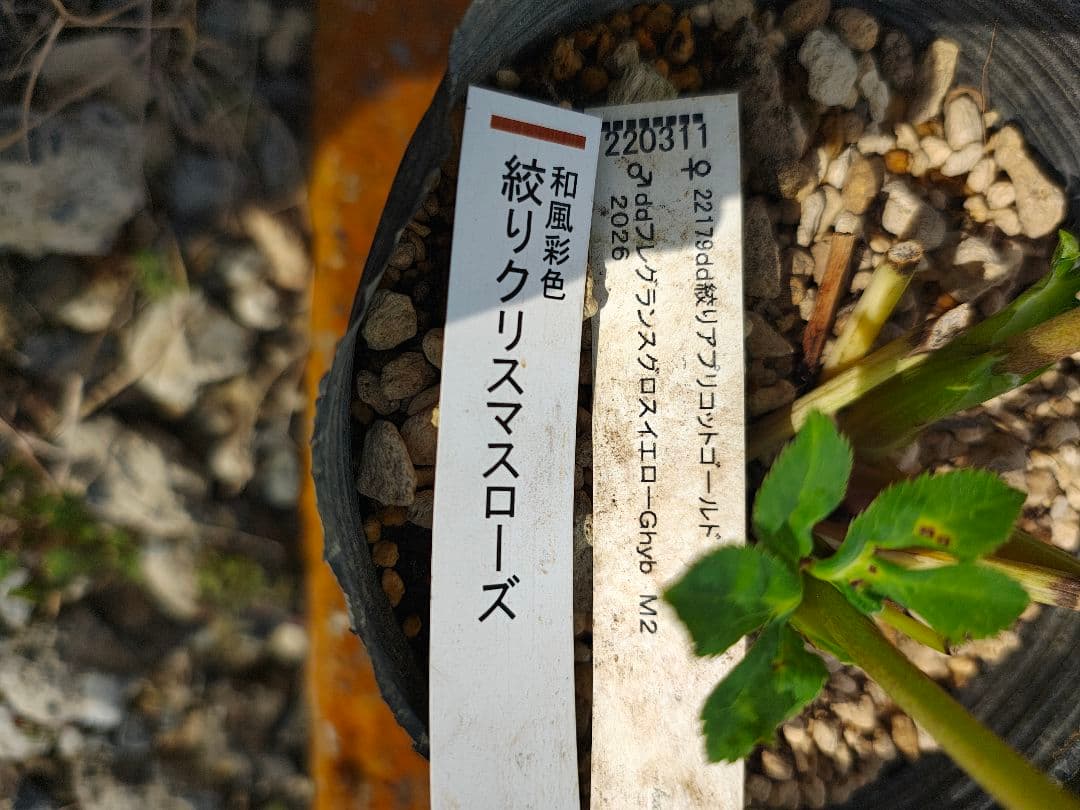 和風彩色
絞りクリスマスローズ
220311
♀ 22179dd絞りアプリコットゴールド
♂ddフレグランスグロスイエローGhyb M2
2026